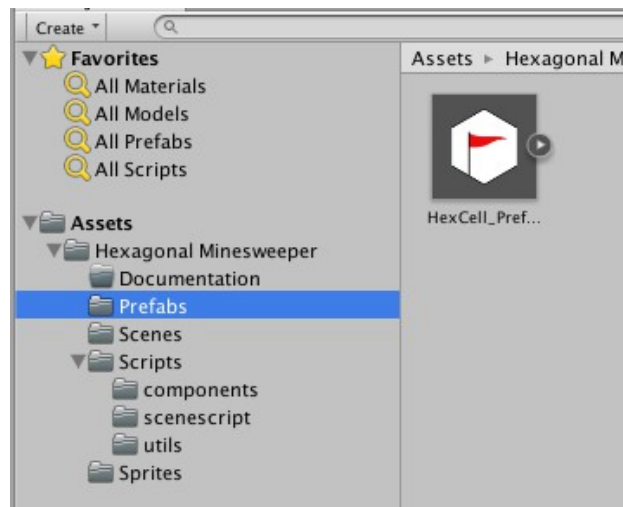 Create
Favorites
All Materials
All Models
All Prefabs
All Scripts
Assets
Hexagonal Minesweeper
Documentation
Prefabs
Scenes
Scripts
components
scenescript
utils
Sprites
Assets Hexagonal M
HexCell_Pref...